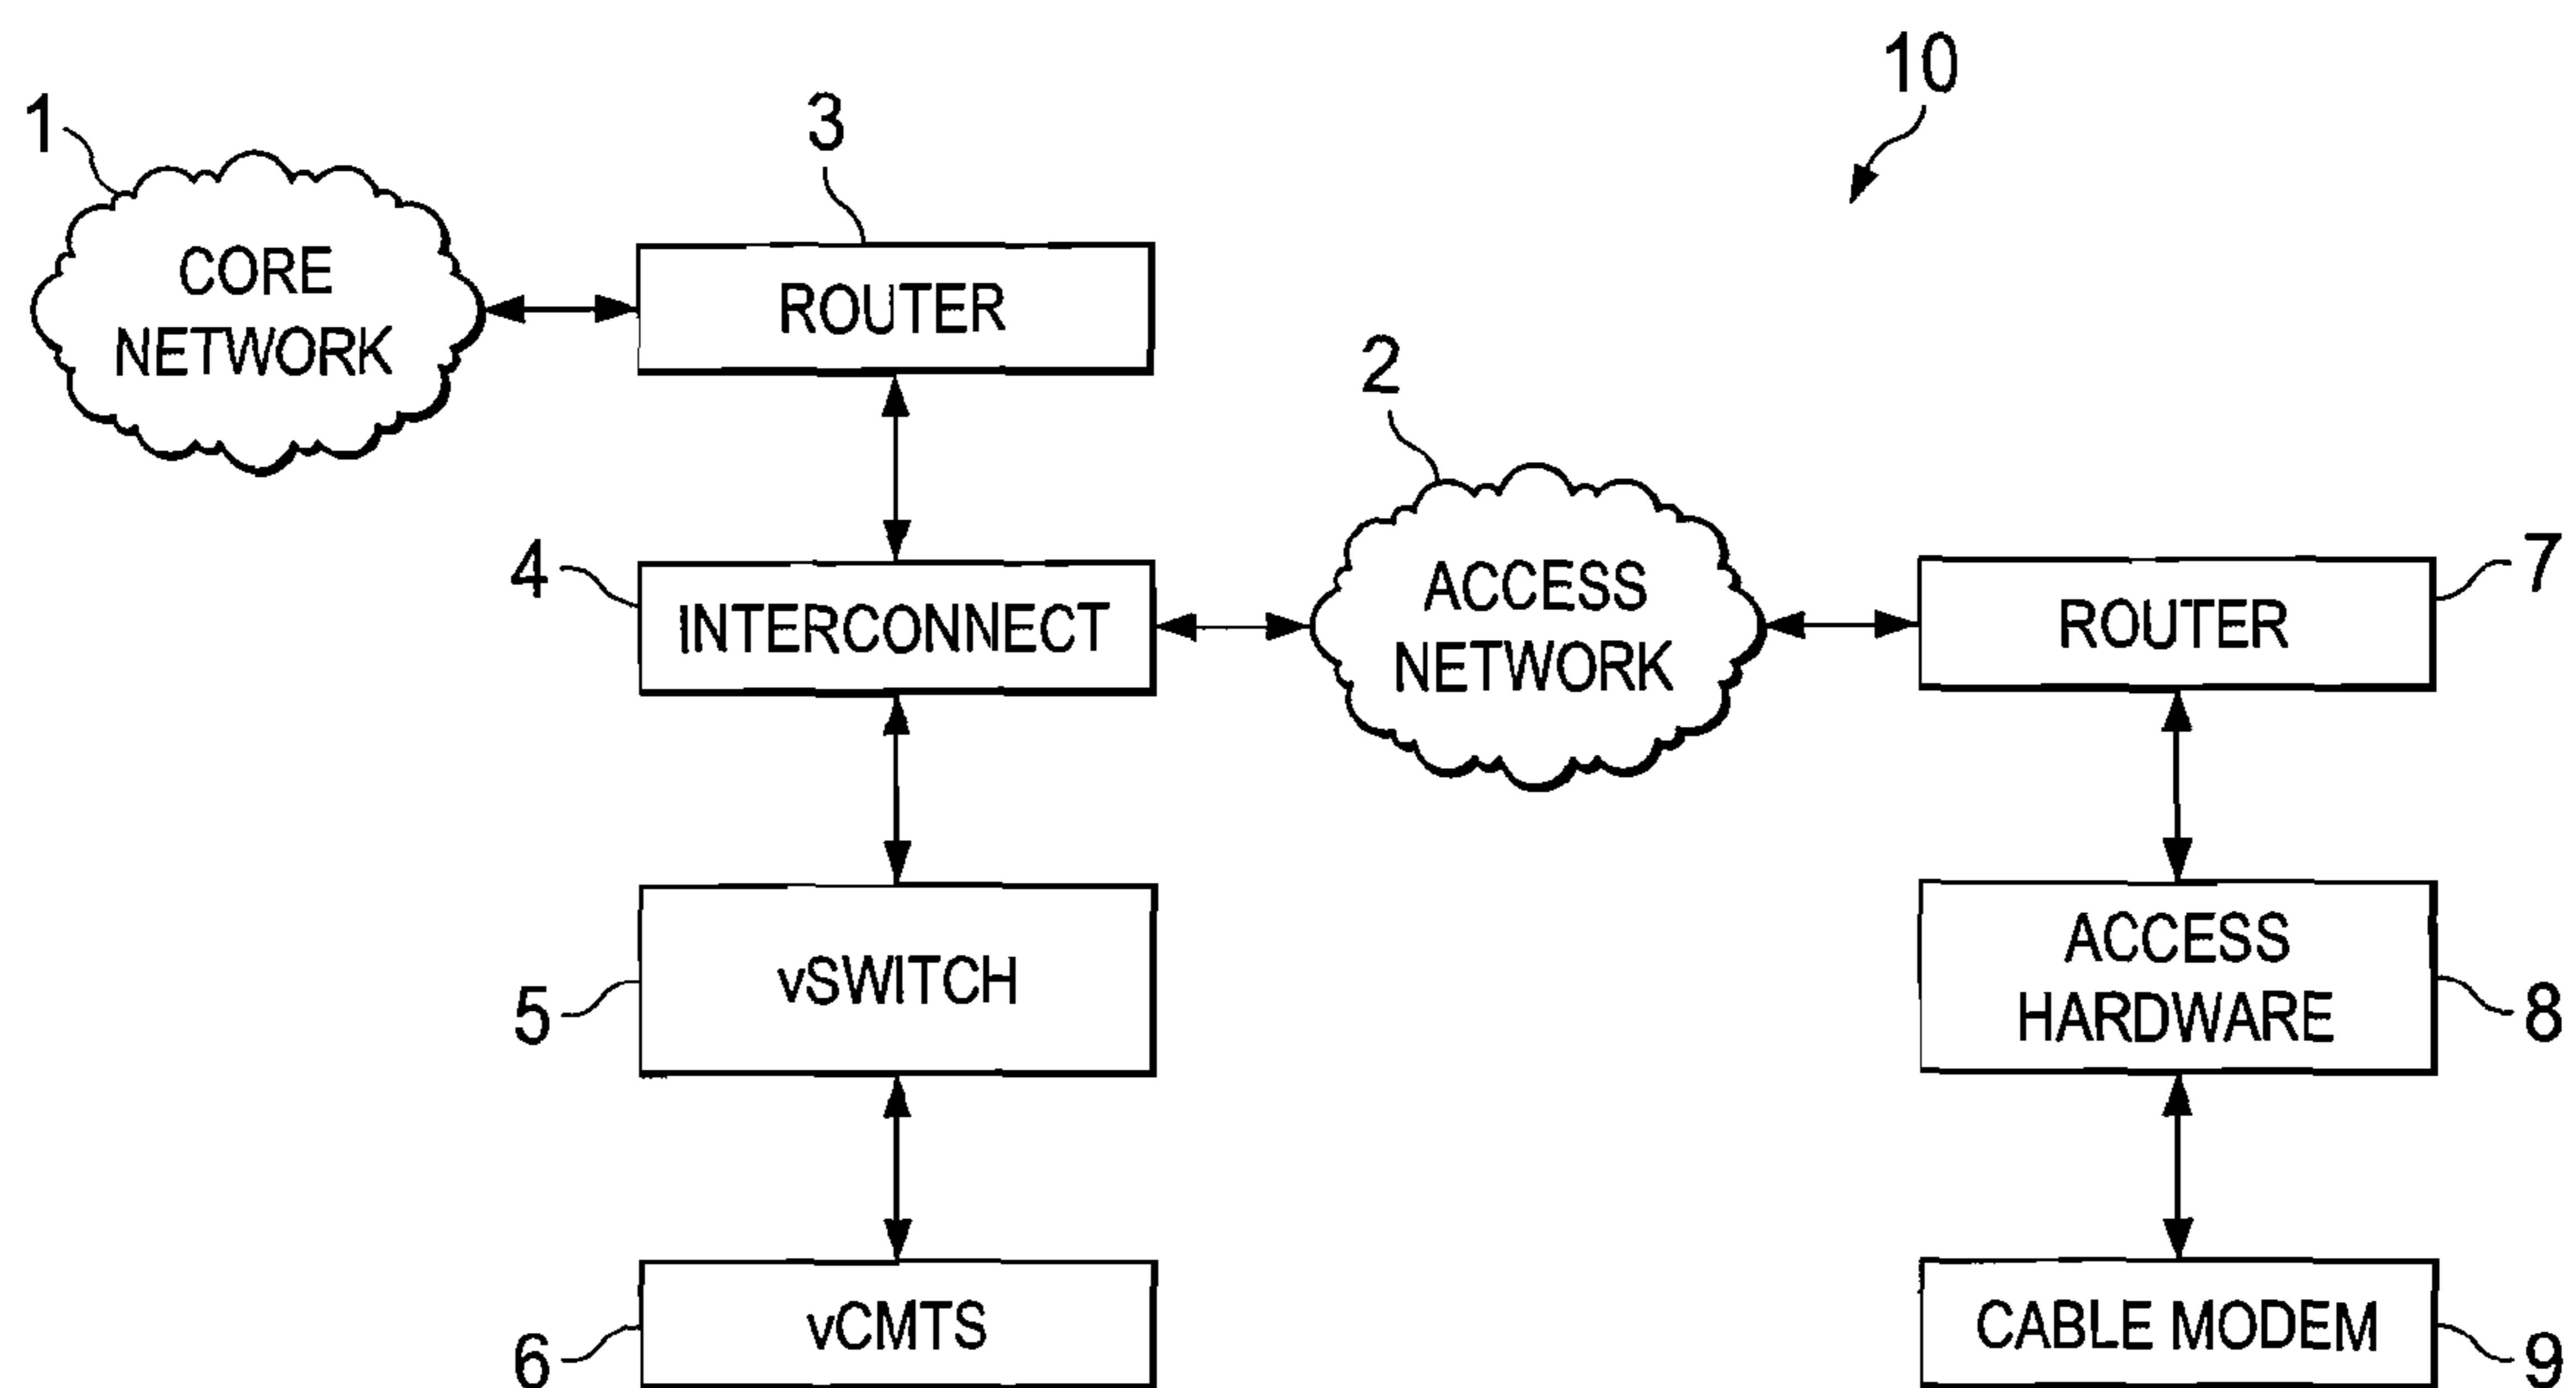 10
1
3
CORE
NETWORK
ROUTER
2
4
INTERCONNECT
ACCESS
NETWORK
7
ROUTER
5
vSWITCH
ACCESS
HARDWARE
8
6
vCMTS
CABLE MODEM
9